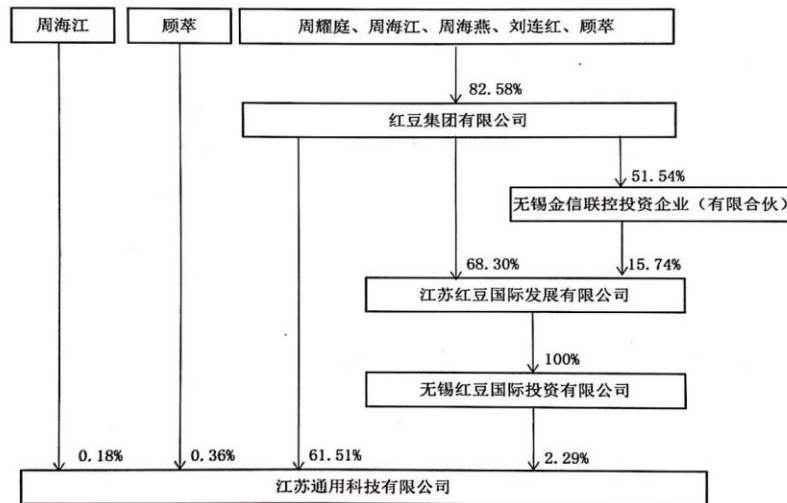 周海江
顾萃
周耀庭、周海江、周海燕、刘连红、顾萃
82.58%
红豆集团有限公司
51.54%
无锡金信联控投资企业（有限合伙）
68.30%
15.74%
江苏红豆国际发展有限公司
100%
无锡红豆国际投资有限公司
0.18%
0.36%
61.51%
2.29%
江苏通用科技有限公司